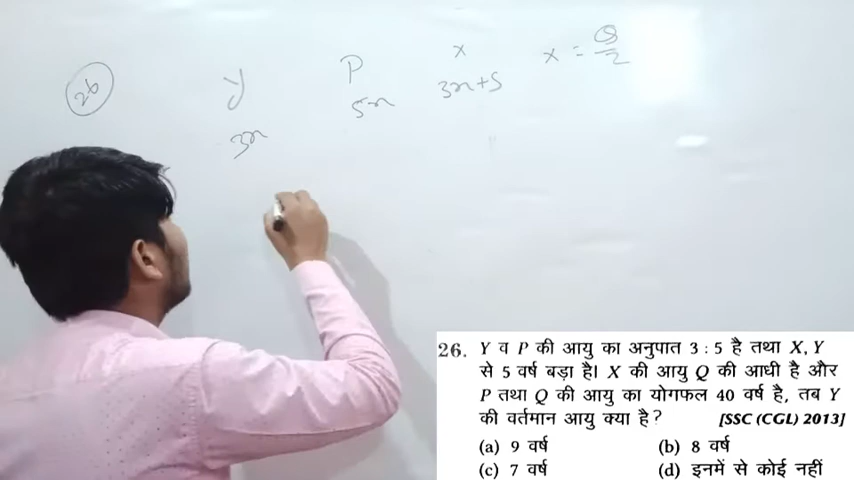 26
Y P x x = Q/2
3x 5x 3x+5
26. Y व P की आयु का अनुपात 3 : 5 है तथा X, Y
से 5 वर्ष बड़ा है। X की आयु Q की आधी है और
P तथा Q की आयु का योगफल 40 वर्ष है, तब Y
की वर्तमान आयु क्या है? [SSC (CGL) 2013]
(a) 9 वर्ष (b) 8 वर्ष
(c) 7 वर्ष (d) इनमें से कोई नहीं